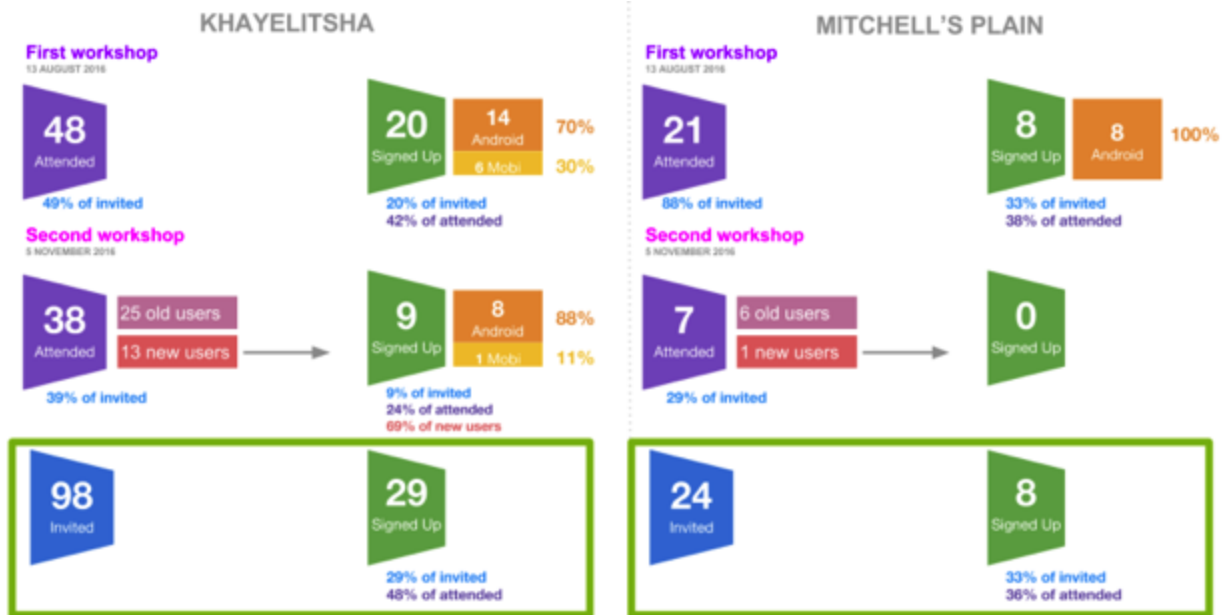 KHAYELITSHA
First workshop
13 AUGUST 2016
48
Attended
49% of invited
20
Signed Up
14
Android
70%
6 Mobi
30%
20% of invited
42% of attended
Second workshop
5 NOVEMBER 2016
38
Attended
25 old users
13 new users
39% of invited
9
Signed Up
8
Android
88%
1 Mobi
11%
9% of invited
24% of attended
69% of new users
98
Invited
29
Signed Up
29% of invited
48% of attended
MITCHELL'S PLAIN
First workshop
13 AUGUST 2016
21
Attended
88% of invited
8
Signed Up
8
Android
100%
33% of invited
38% of attended
Second workshop
5 NOVEMBER 2016
7
Attended
6 old users
1 new users
29% of invited
0
Signed Up
24
Invited
8
Signed Up
33% of invited
36% of attended